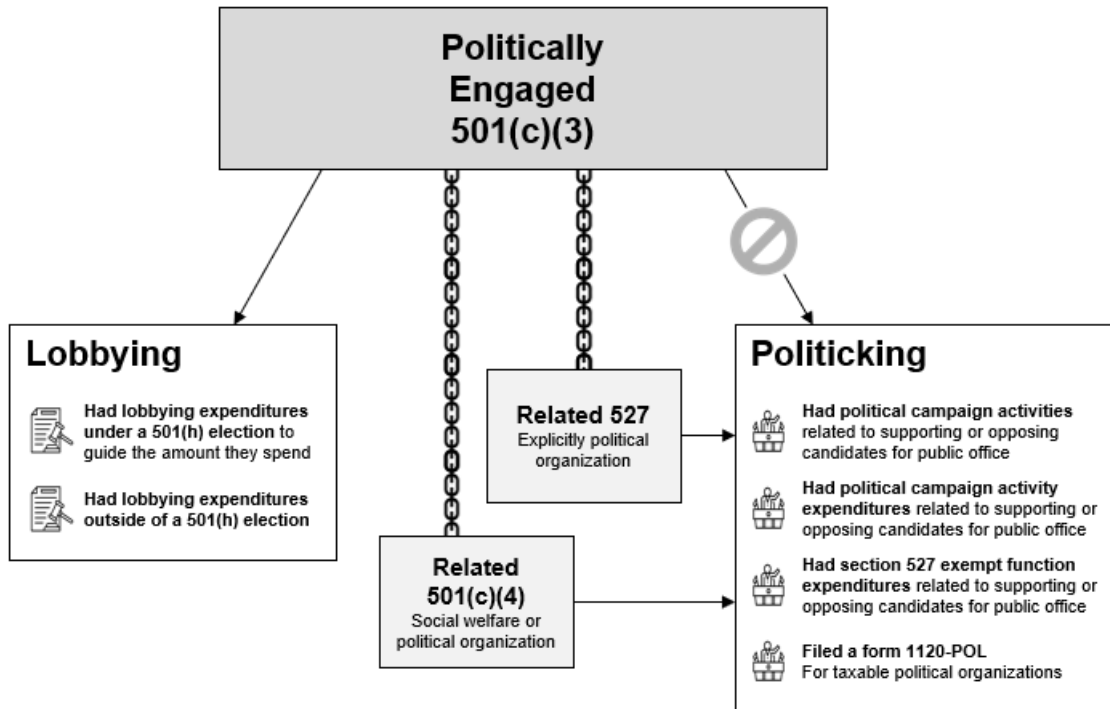 Politically
Engaged
501(c)(3)
Lobbying
Had lobbying expenditures
under a 501(h) election to
guide the amount they spend
Had lobbying expenditures
outside of a 501(h) election
Related 527
Explicitly political
organization
Related
501(c)(4)
Social welfare or
political organization
Politicking
Had political campaign activities
related to supporting or opposing
candidates for public office
Had political campaign activity
expenditures related to supporting or
opposing candidates for public office
Had section 527 exempt function
expenditures related to supporting or
opposing candidates for public office
Filed a form 1120-POL
For taxable political organizations